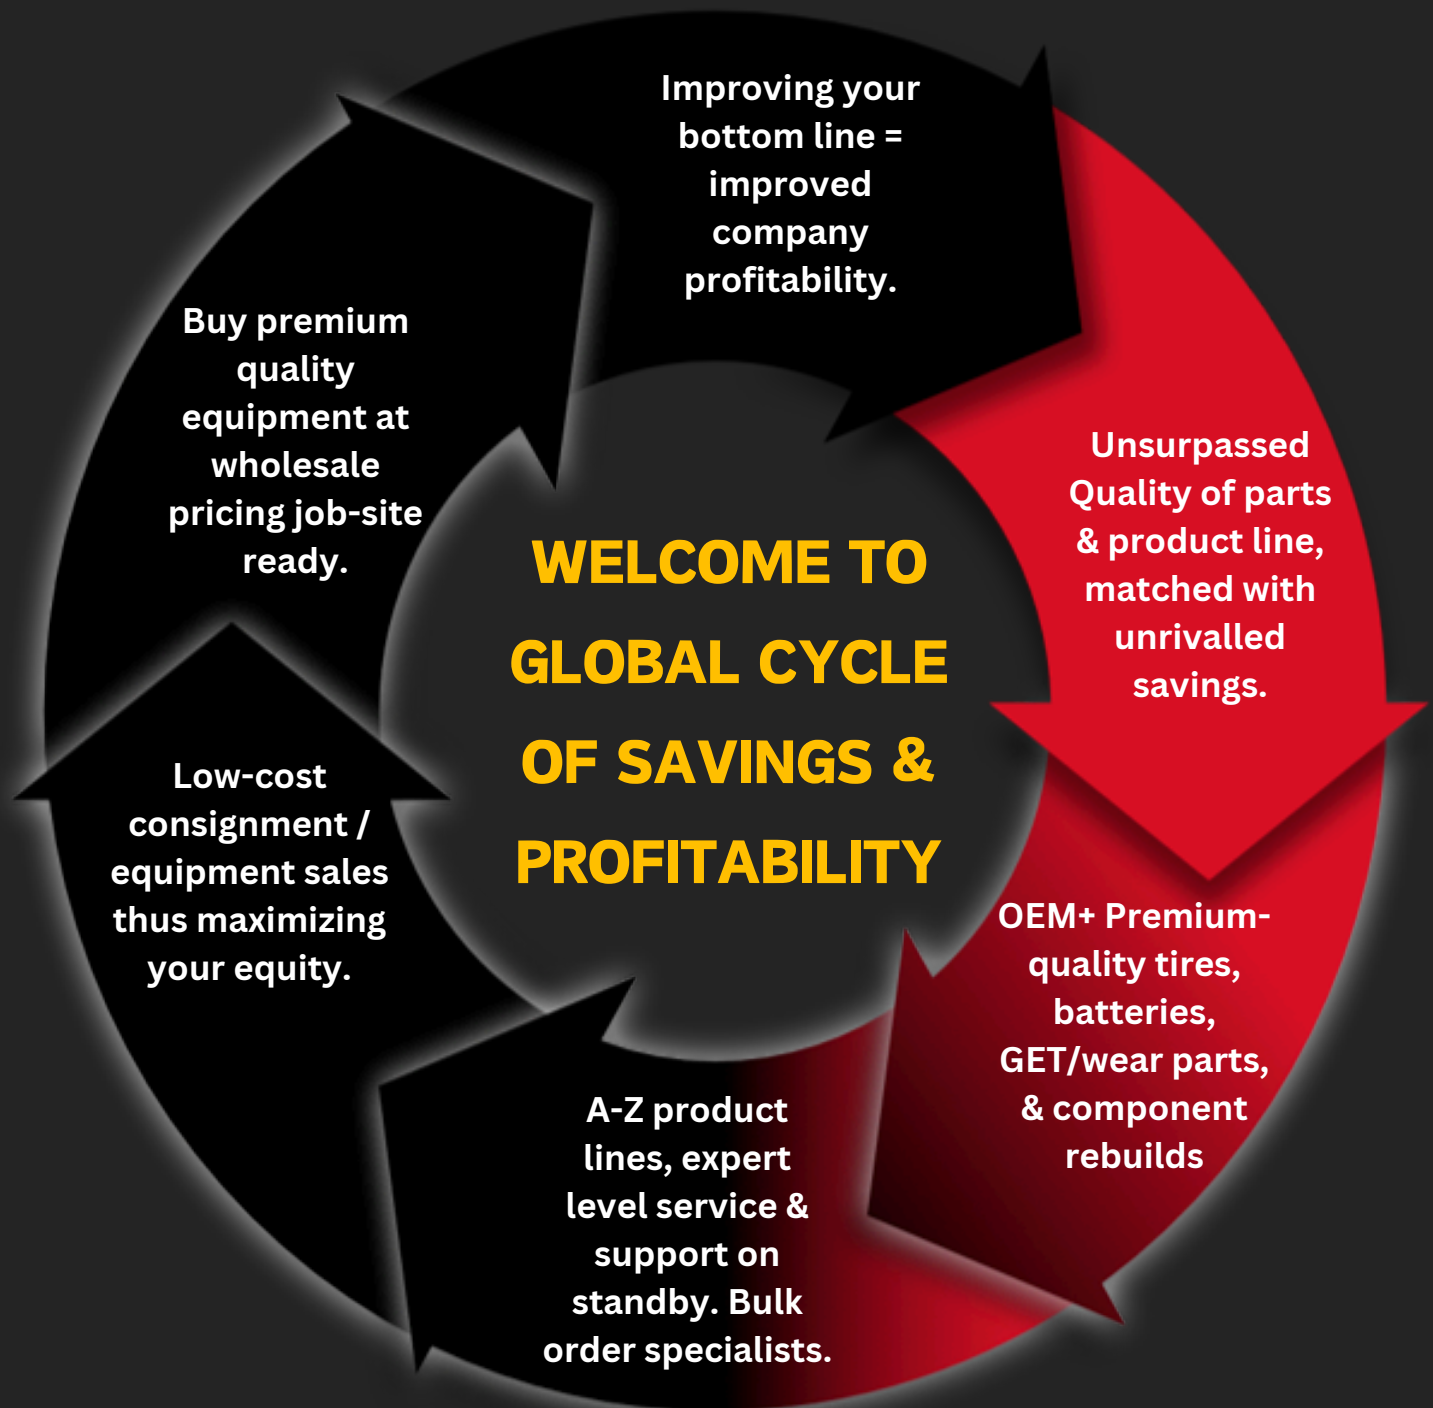 Improving your
bottom line =
improved
company
profitability.
Unsurpassed
Quality of parts
& product line,
matched with
unrivalled
savings.
OEM+ Premium-
quality tires,
batteries,
GET/wear parts,
& component
rebuilds
A-Z product
lines, expert
level service &
support on
standby. Bulk
order specialists.
Low-cost
consignment /
equipment sales
thus maximizing
your equity.
Buy premium
quality
equipment at
wholesale
pricing job-site
ready.
WELCOME TO
GLOBAL CYCLE
OF SAVINGS &
PROFITABILITY